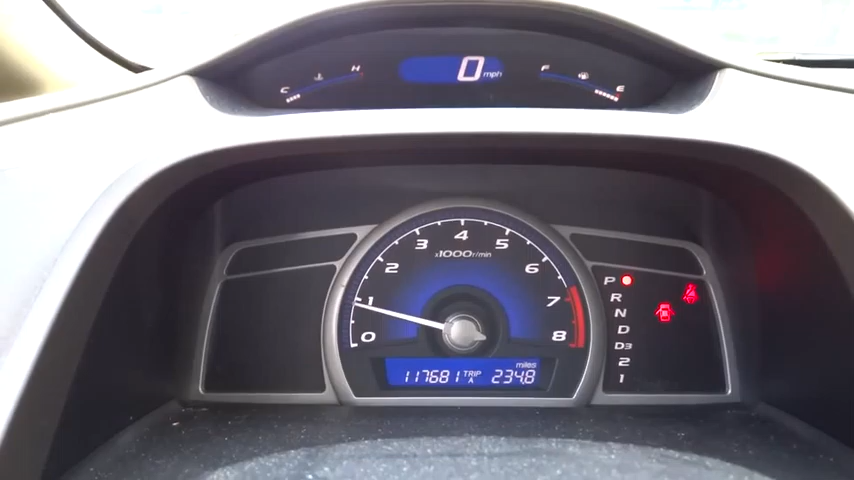 C H 0 mph F E
4
3 5
x1000r/min
2 6
1 7
0 8
miles
117681 TRIP A 234.8
P
R
N
D
D3
2
1